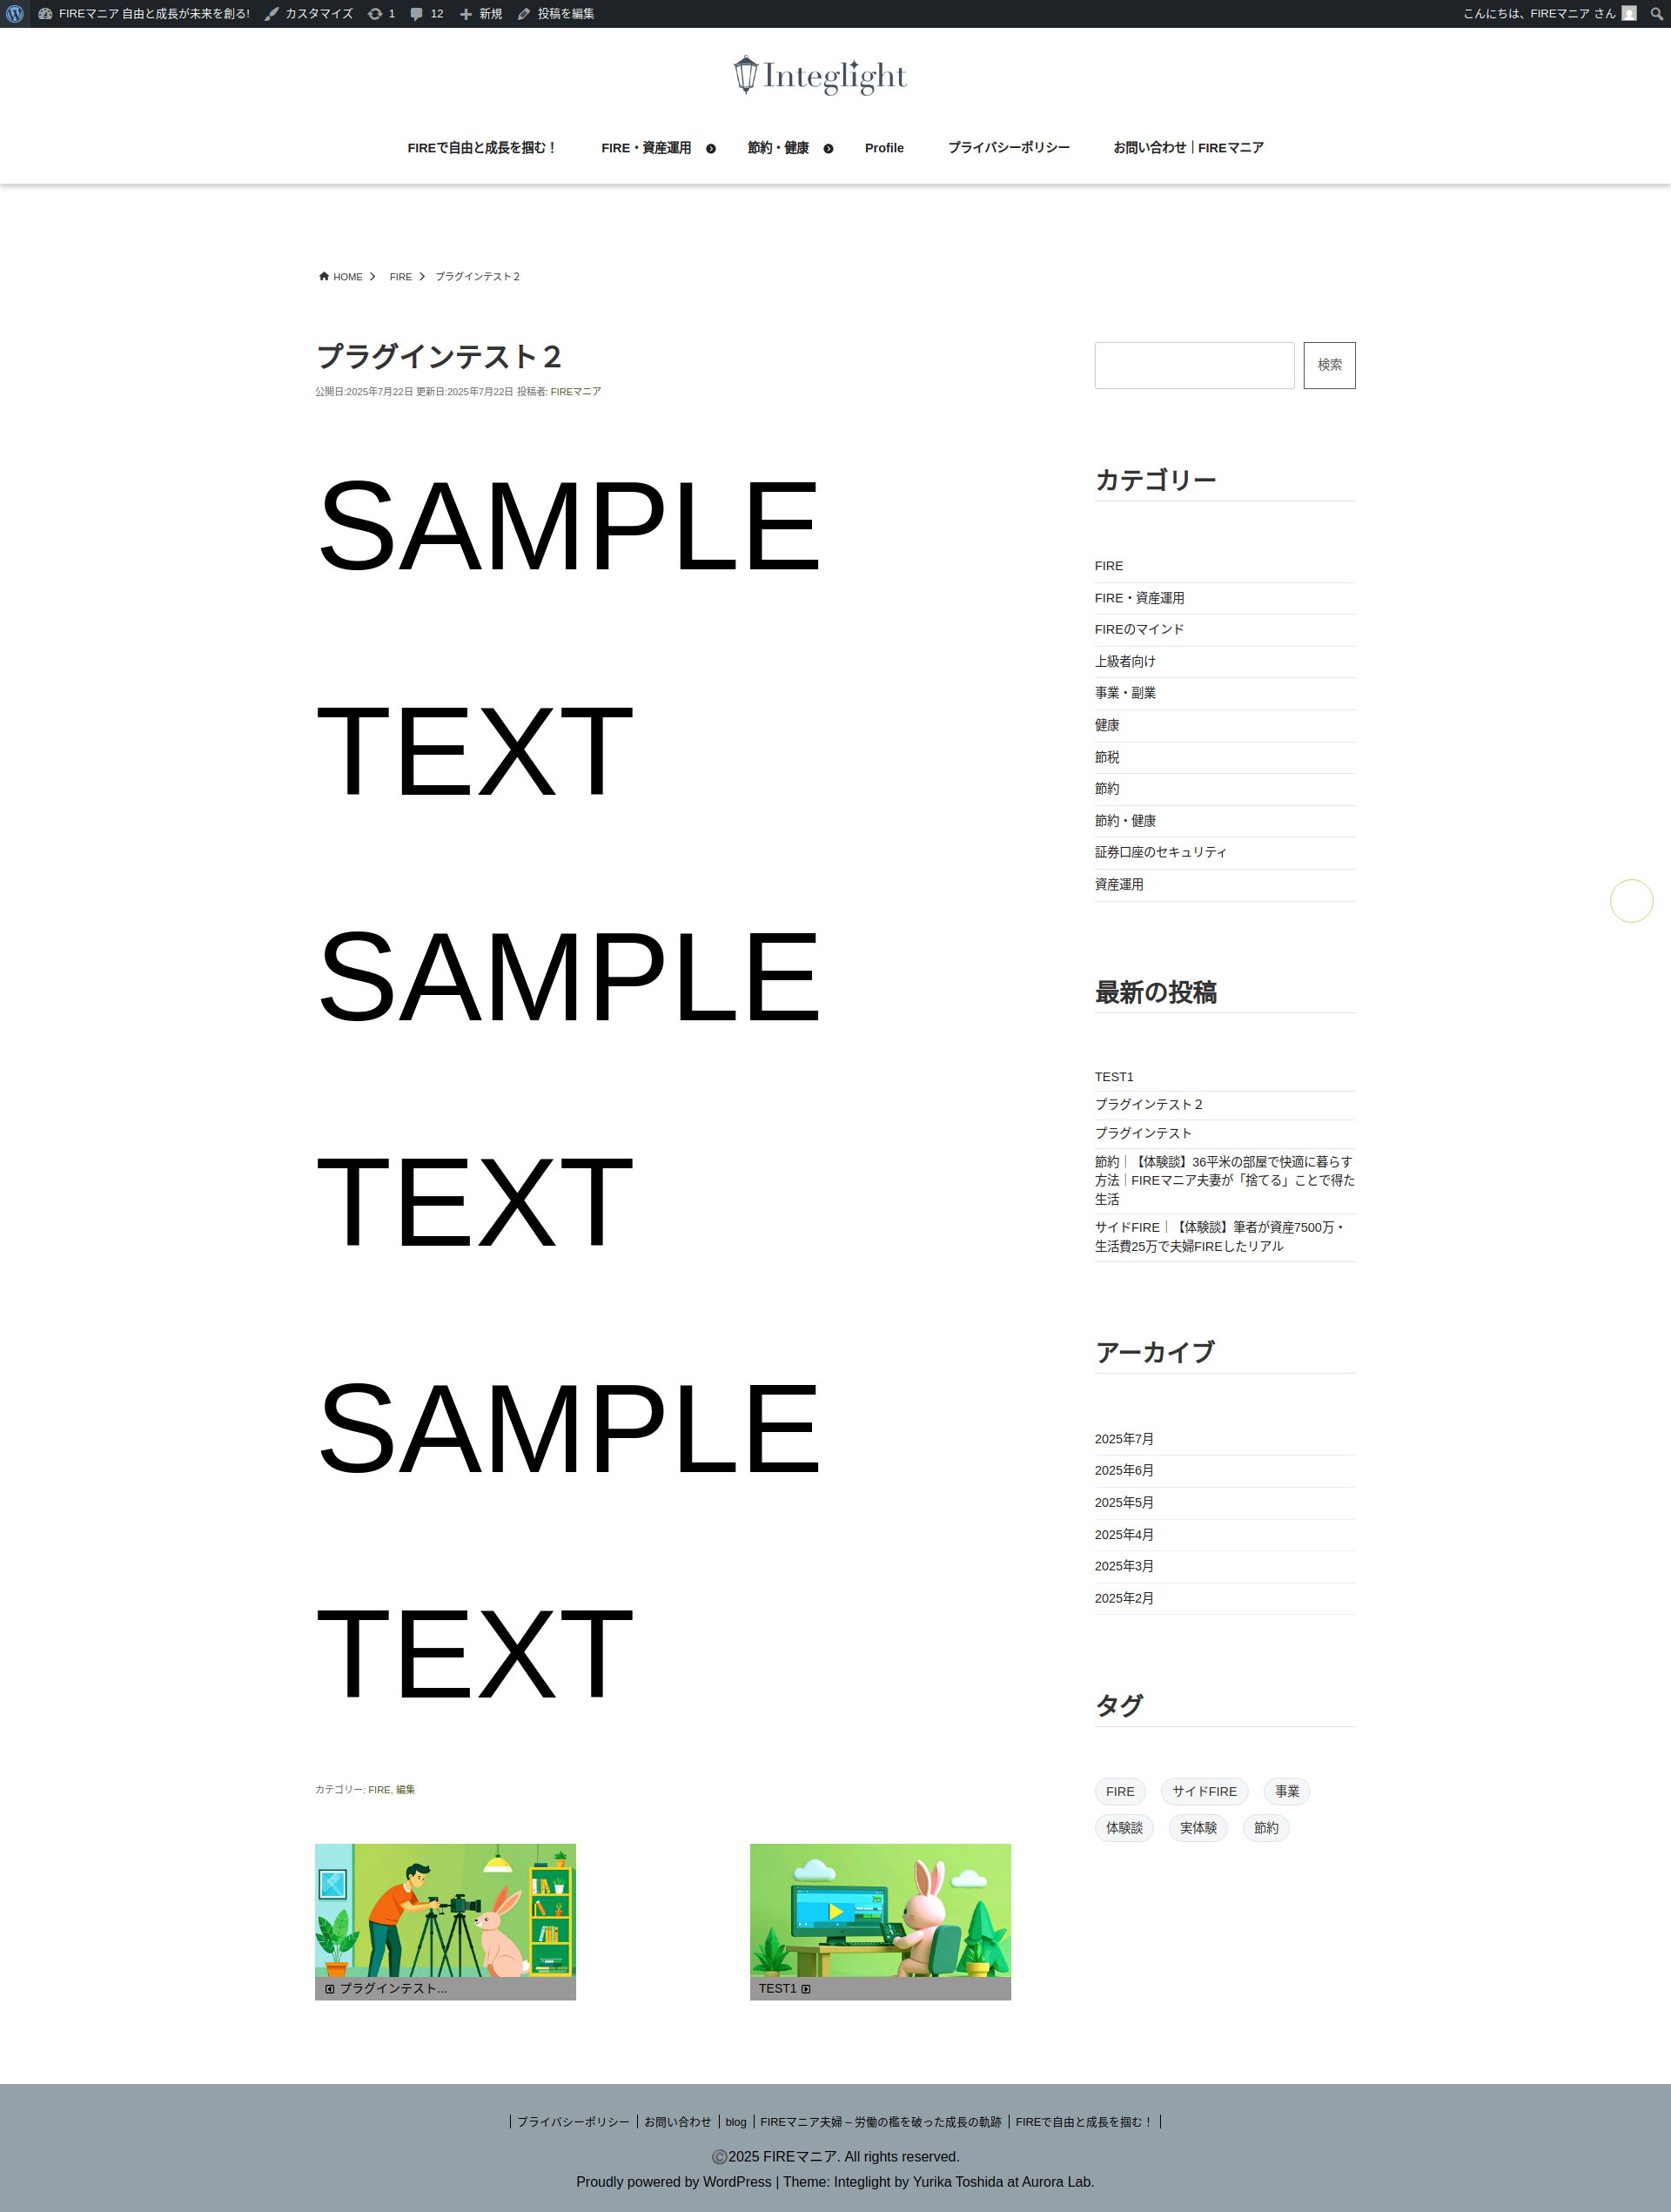 FIREマニア 自由と成長が未来を創る!
カスタマイズ
1
12
新規
投稿を編集
こんにちは、FIREマニア さん
Integlight
FIREで自由と成長を掴む！
FIRE・資産運用
節約・健康
Profile
プライバシーポリシー
お問い合わせ｜FIREマニア
HOME
FIRE
プラグインテスト２
プラグインテスト２
公開日:2025年7月22日 更新日:2025年7月22日 投稿者: FIREマニア
SAMPLE
TEXT
SAMPLE
TEXT
SAMPLE
TEXT
カテゴリー: FIRE, 編集
プラグインテスト...
TEST1
検索
カテゴリー
FIRE
FIRE・資産運用
FIREのマインド
上級者向け
事業・副業
健康
節税
節約
節約・健康
証券口座のセキュリティ
資産運用
最新の投稿
TEST1
プラグインテスト２
プラグインテスト
節約｜【体験談】36平米の部屋で快適に暮らす
方法｜FIREマニア夫妻が「捨てる」ことで得た
生活
サイドFIRE｜【体験談】筆者が資産7500万・
生活費25万で夫婦FIREしたリアル
アーカイブ
2025年7月
2025年6月
2025年5月
2025年4月
2025年3月
2025年2月
タグ
FIRE
サイドFIRE
事業
体験談
実体験
節約
プライバシーポリシー
お問い合わせ
blog
FIREマニア夫婦 – 労働の檻を破った成長の軌跡
FIREで自由と成長を掴む！
©2025 FIREマニア. All rights reserved.
Proudly powered by WordPress | Theme: Integlight by Yurika Toshida at Aurora Lab.